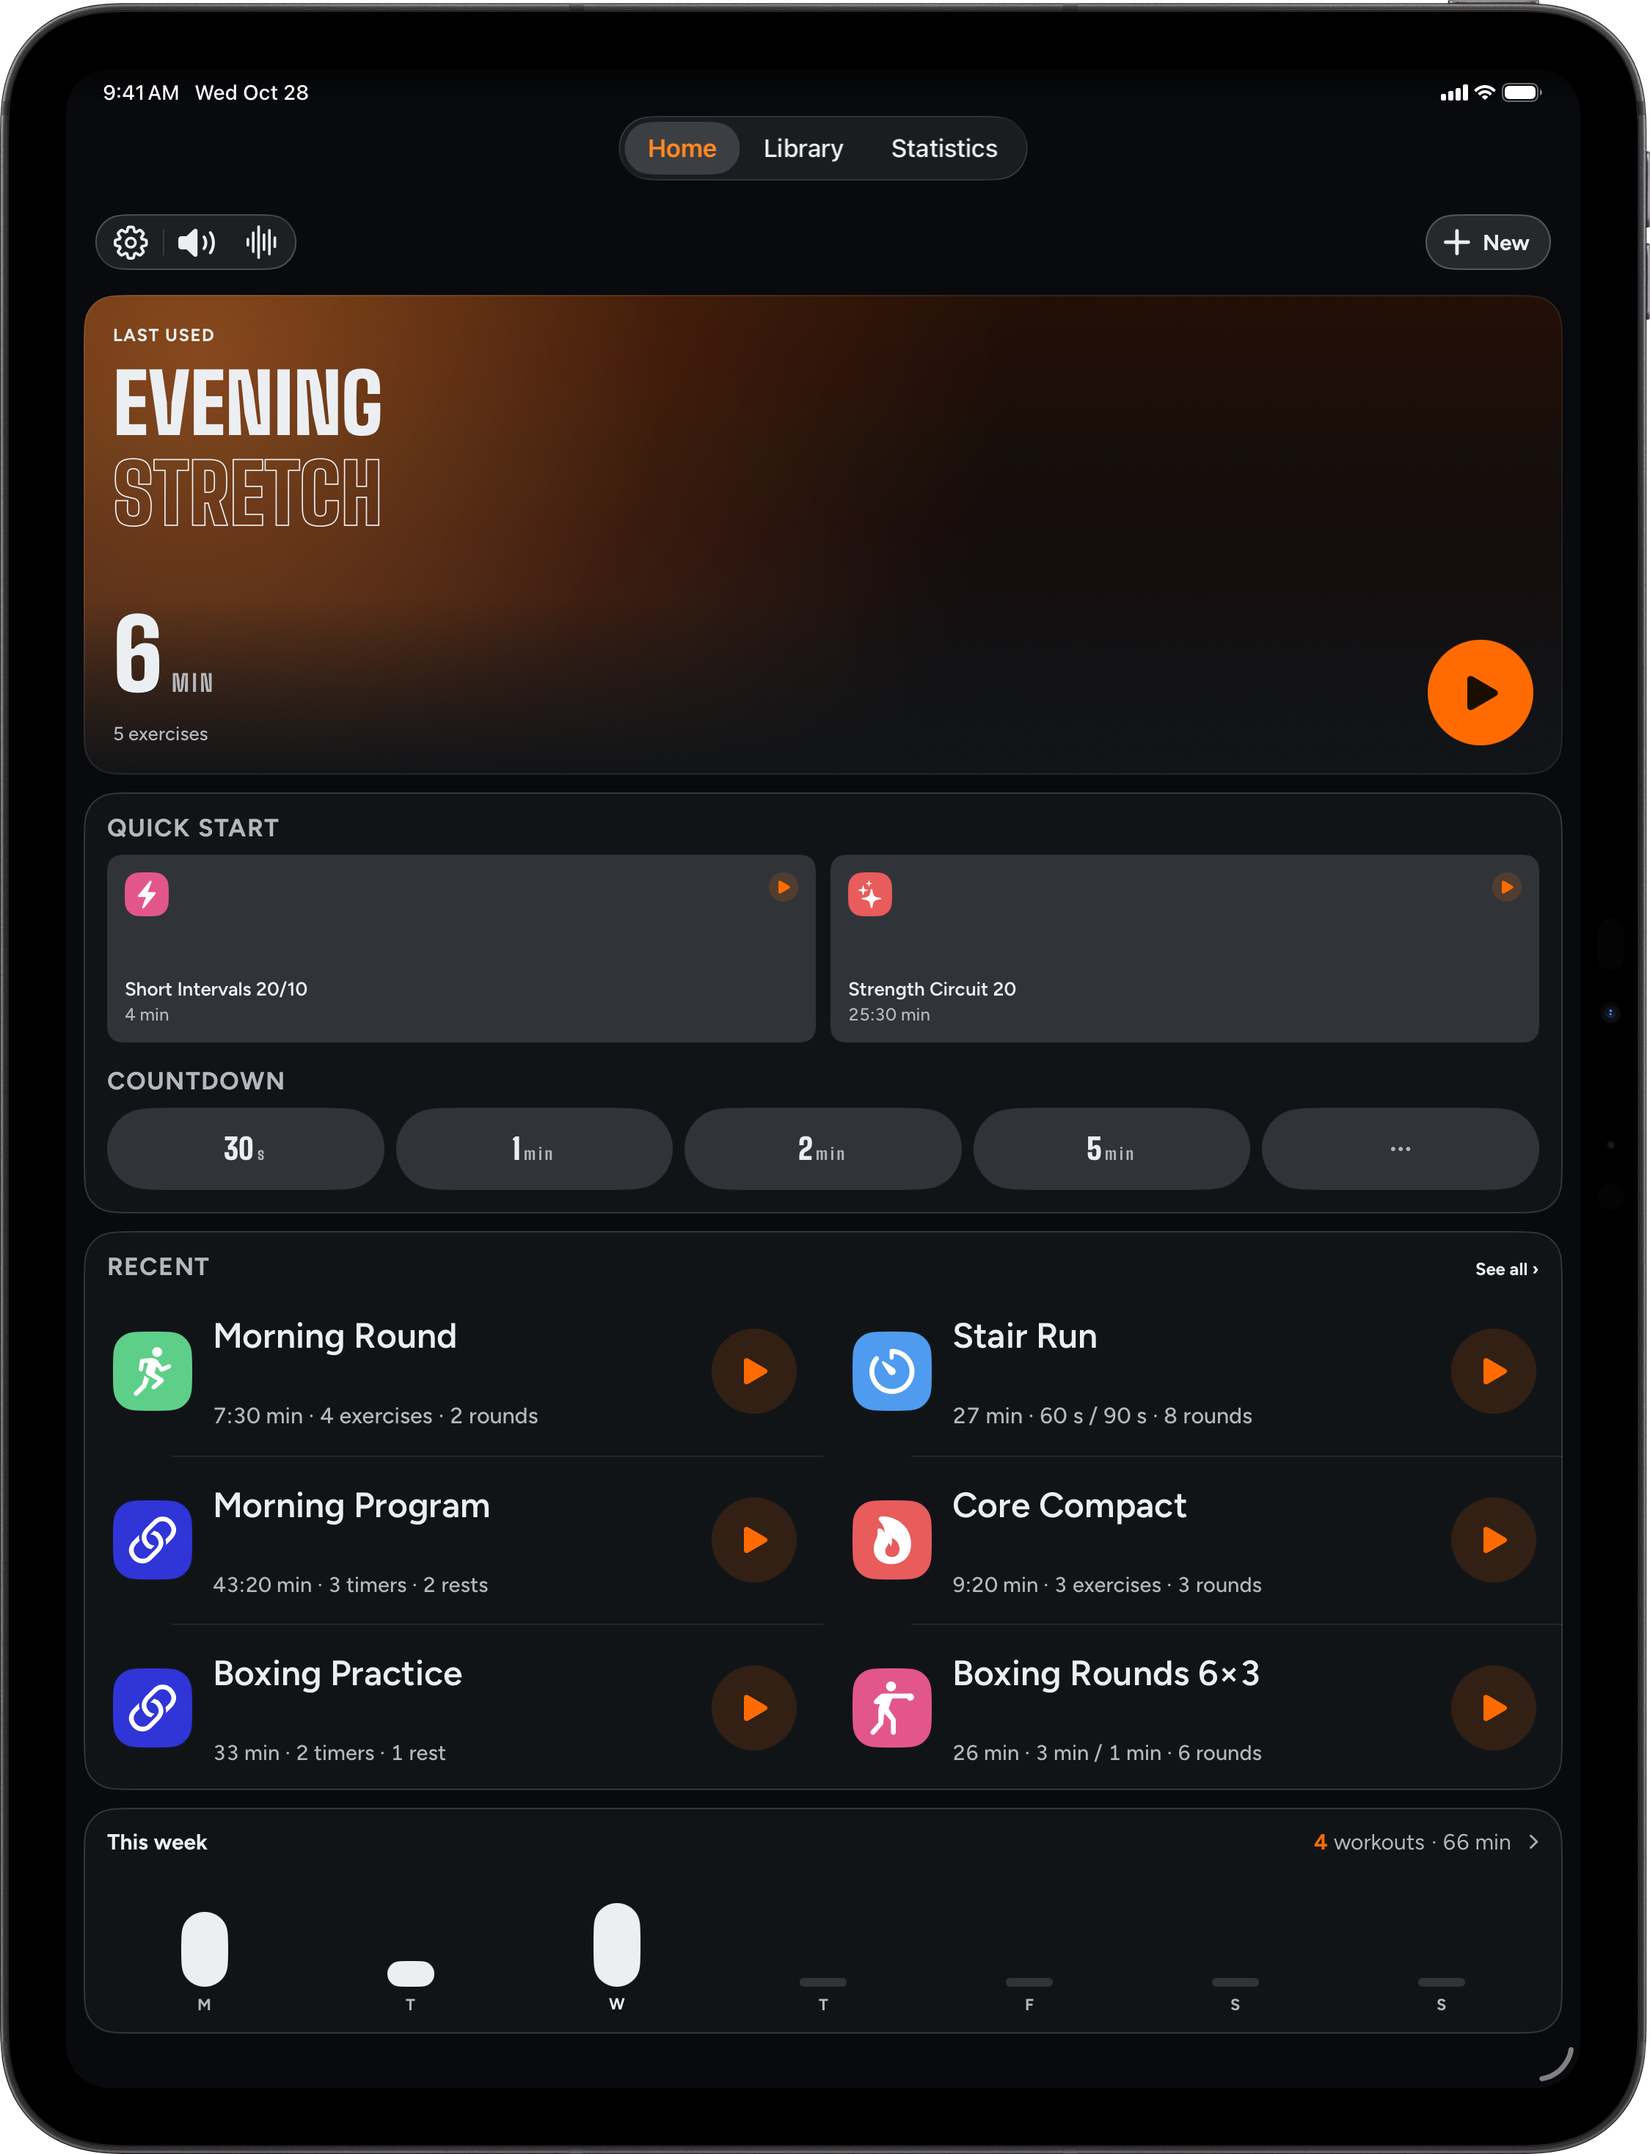 9:41 AM Wed Oct 28
Home Library Statistics
New
LAST USED
EVENING
STRETCH
6 MIN
5 exercises
QUICK START
Short Intervals 20/10
4 min
Strength Circuit 20
25:30 min
COUNTDOWN
30 s 1 min 2 min 5 min ...
RECENT
See all ›
Morning Round
7:30 min · 4 exercises · 2 rounds
Stair Run
27 min · 60 s / 90 s · 8 rounds
Morning Program
43:20 min · 3 timers · 2 rests
Core Compact
9:20 min · 3 exercises · 3 rounds
Boxing Practice
33 min · 2 timers · 1 rest
Boxing Rounds 6×3
26 min · 3 min / 1 min · 6 rounds
This week
4 workouts · 66 min
M T W T F S S